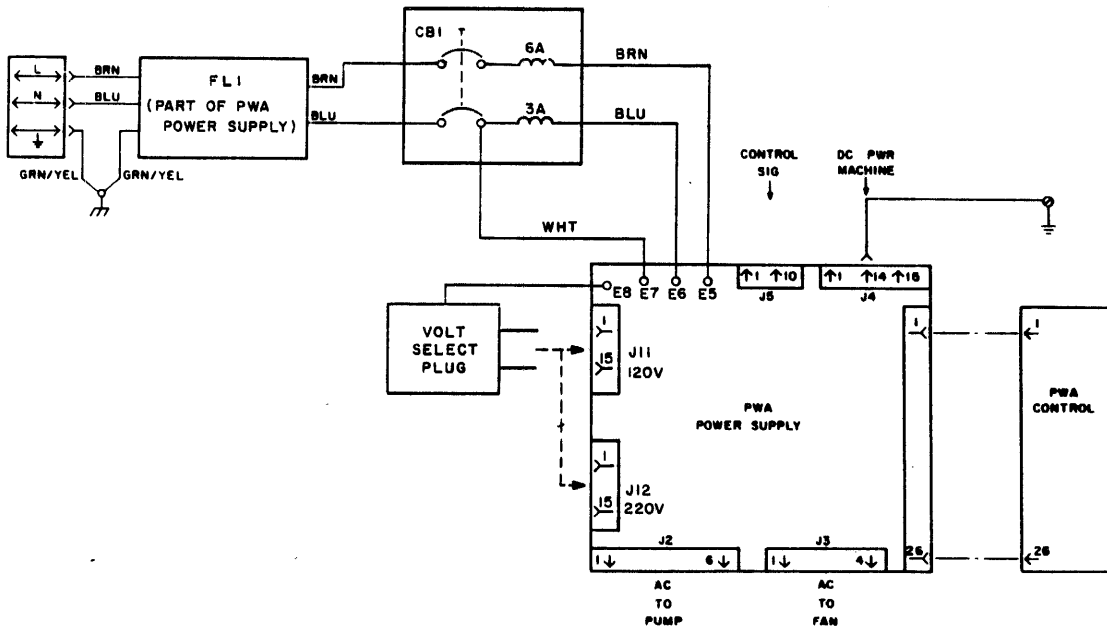 CB1
6A
BRN
L
BRN
FL1
BRN
N
BLU
(PART OF PWA
POWER SUPPLY)
3A
BLU
BLU
GRN/YEL
GRN/YEL
CONTROL
SIG
DC PWR
MACHINE
WHT
E8
E7
E6
E5
1
10
J5
1
14
16
J4
VOLT
SELECT
PLUG
1
15
J11
120V
1
1
PWA
POWER SUPPLY
PWA
CONTROL
1
15
J12
220V
J2
J3
1
6
1
4
26
26
AC
TO
PUMP
AC
TO
FAN